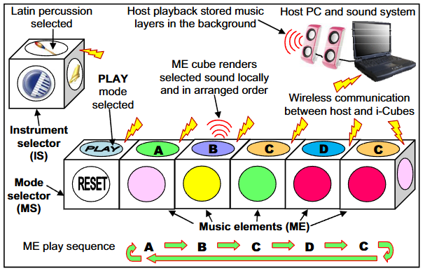 Latin percussion
selected
Host playback stored music
layers in the background
Host PC and sound system
PLAY
mode
selected
ME cube renders
selected sound locally
and in arranged order
Wireless communication
between host and i-Cubes
Instrument
selector
(IS)
PLAY
A
B
C
D
C
Mode
selector
(MS)
RESET
Music elements (ME)
ME play sequence
A
B
C
D
C